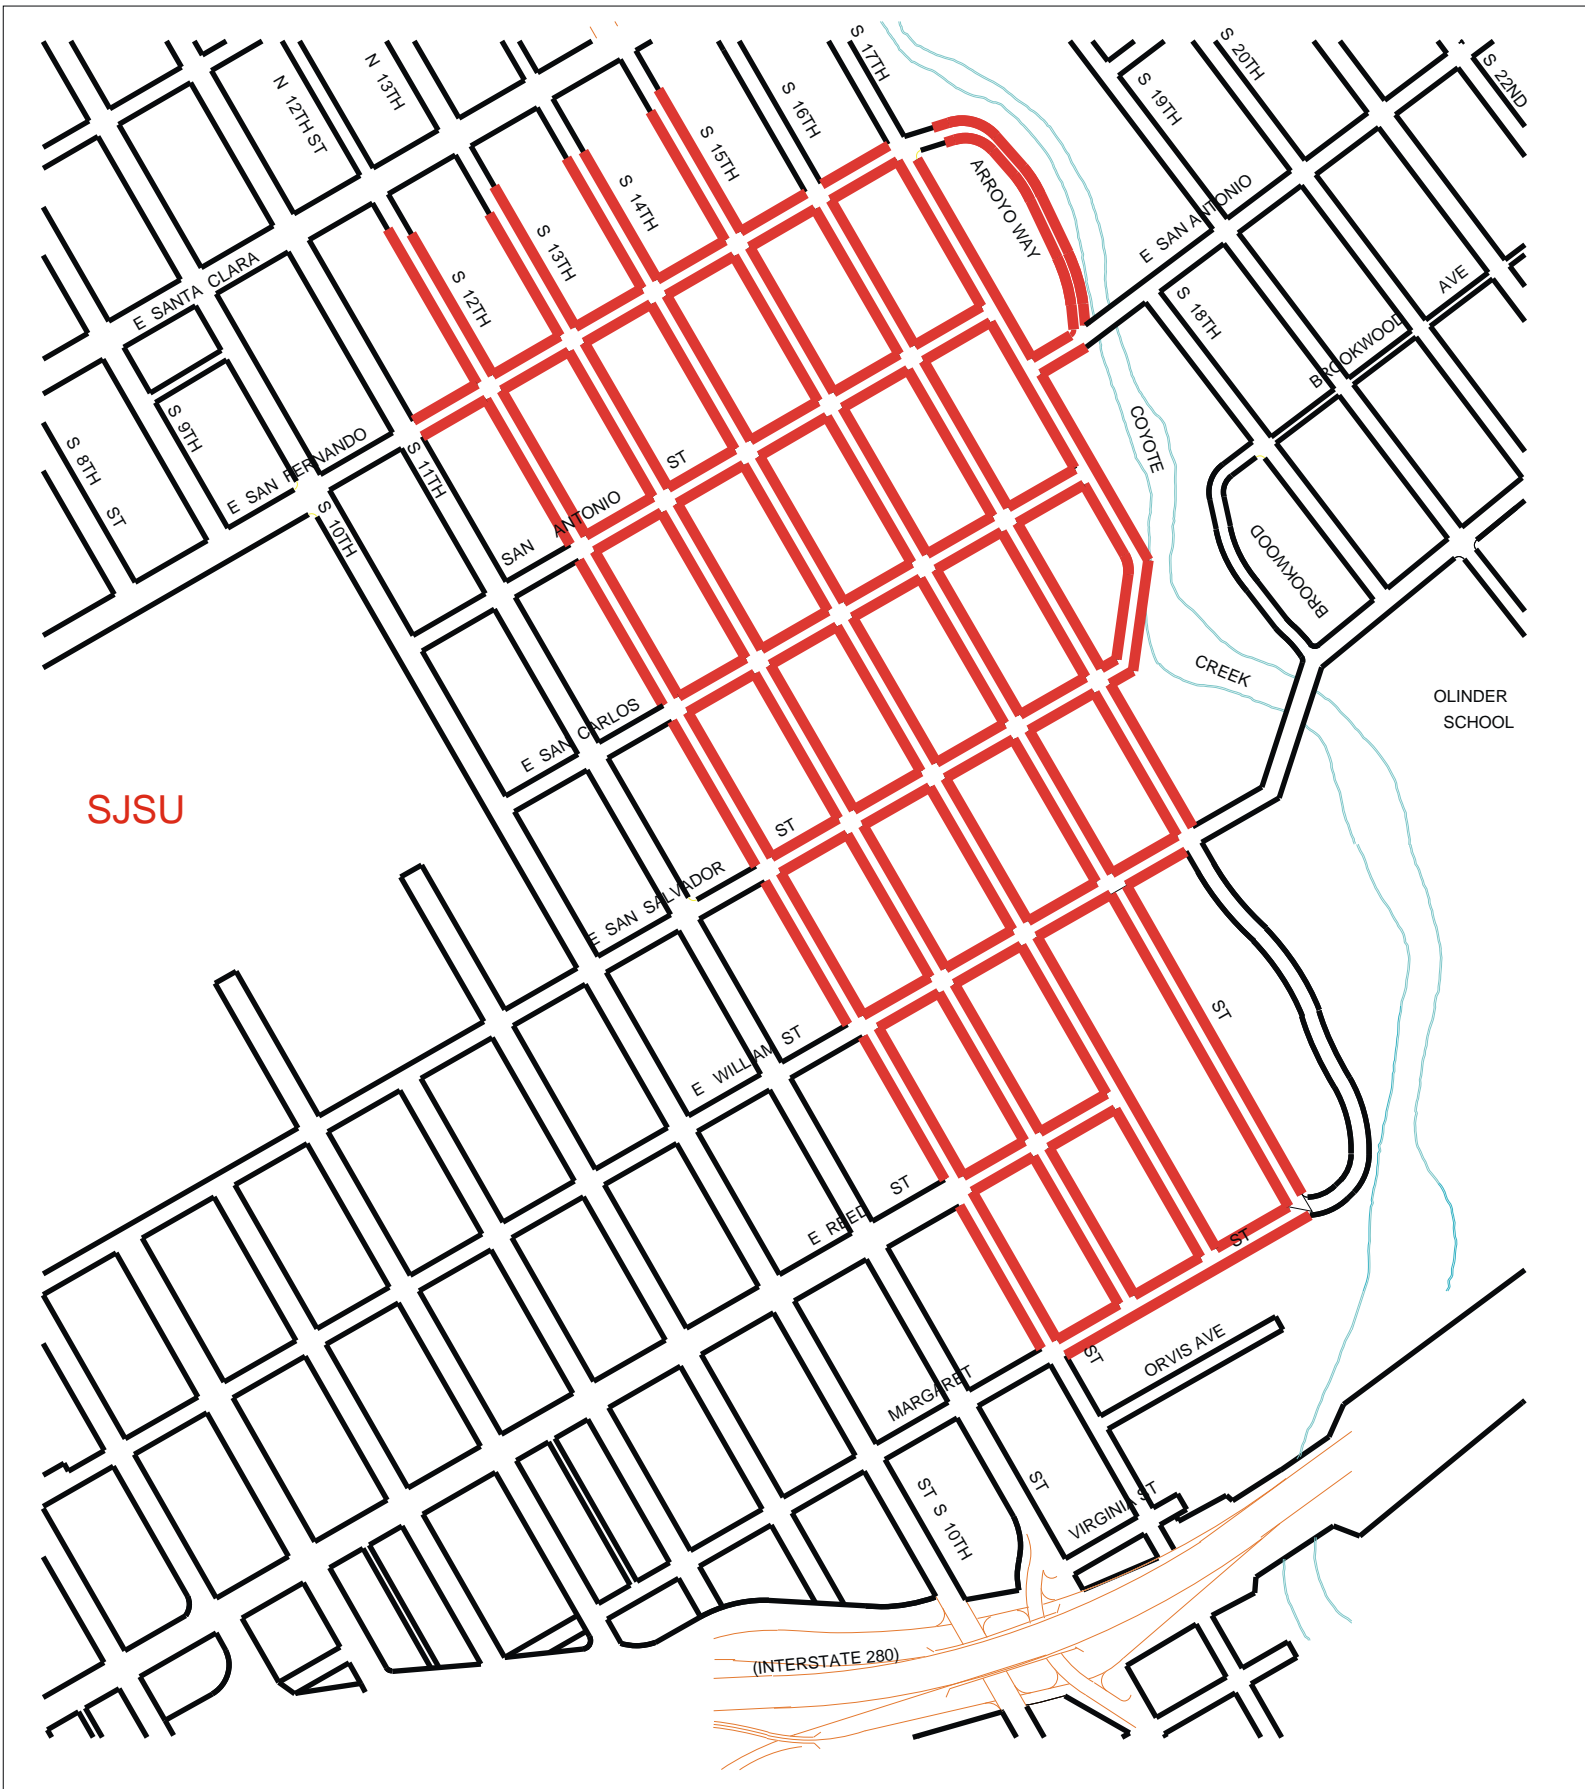 S 17TH
S 20TH
S 22ND
N 13TH
N 12TH ST
S 16TH
S 19TH
S 15TH
S 14TH
ARROYO WAY
E SAN ANTONIO
S 13TH
E SANTA CLARA
S 12TH
S 18TH
AVE
BROOKWOOD
S 9TH
S 8TH
ST
E SAN FERNANDO
S 11TH
S 10TH
ST
SAN ANTONIO
COYOTE
BROOKWOOD
CREEK
OLINDER
SCHOOL
E SAN CARLOS
SJSU
ST
E SAN SALVADOR
ST
E WILLIAM ST
ST
E REED
ST
ST
ORVIS AVE
MARGARET
ST
VIRGINIA ST
ST S 10TH
(INTERSTATE 280)